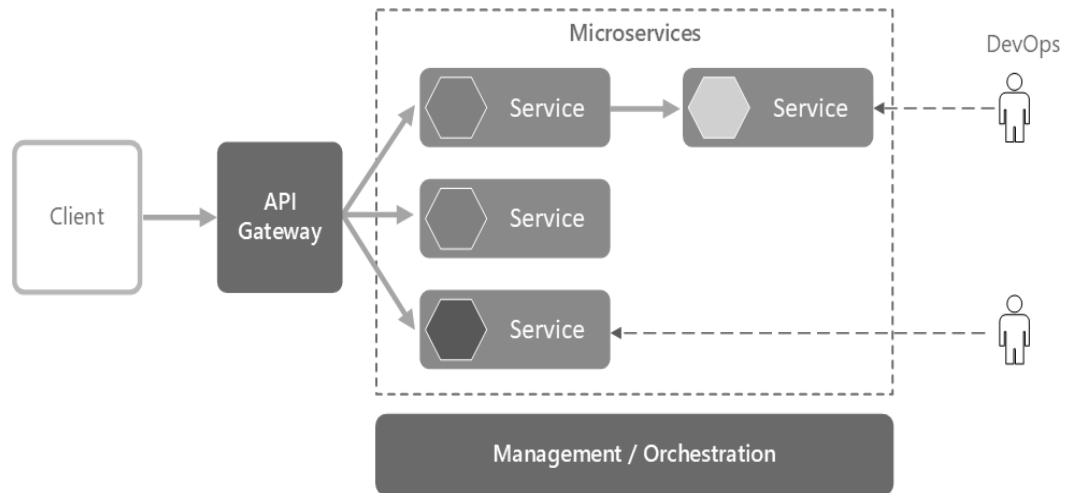 Microservices
DevOps
Service
Service
Client
API
Gateway
Service
Service
Management / Orchestration